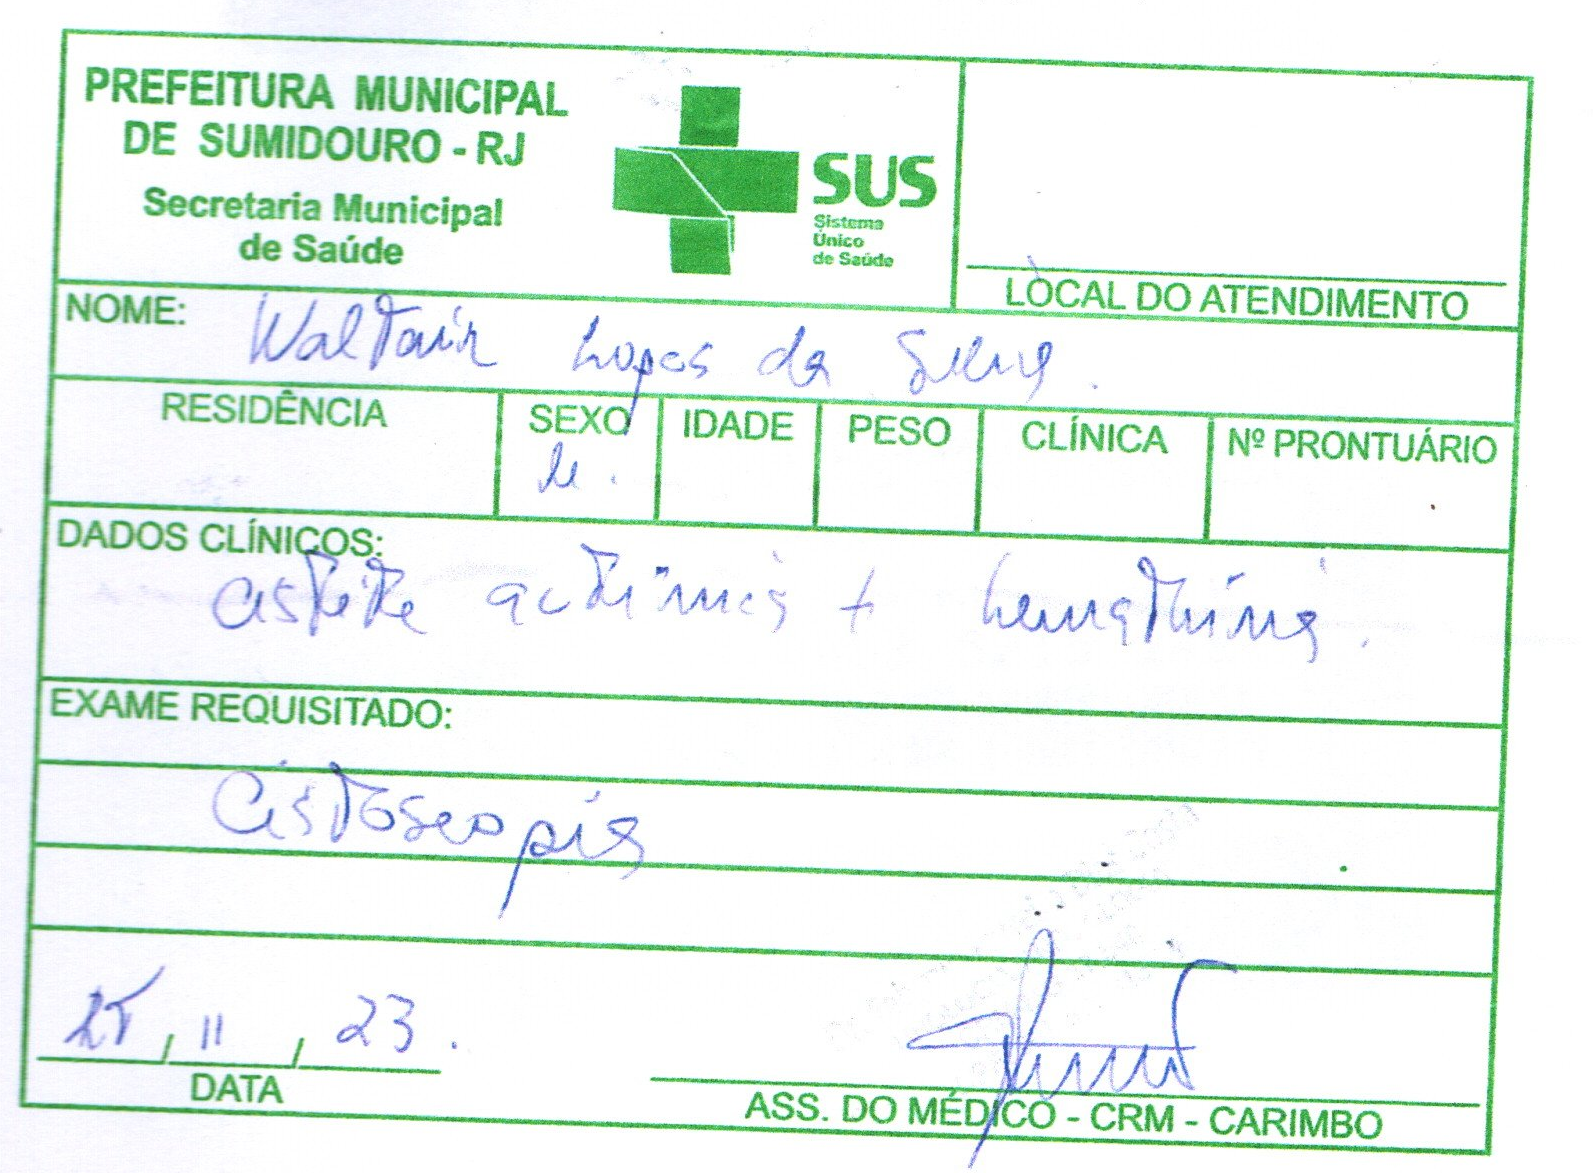 PREFEITURA MUNICIPAL
DE SUMIDOURO - RJ
Secretaria Municipal
de Saúde
SUS
Sistema
Único
de Saúde
LOCAL DO ATENDIMENTO
NOME: Waltair Lopes da Silva.
RESIDÊNCIA SEXO IDADE PESO CLÍNICA Nº PRONTUÁRIO
M.
DADOS CLÍNICOS:
cistite actínica + hematúria.
EXAME REQUISITADO:
Cistoscopia
/ 11 / 23.
DATA
ASS. DO MÉDICO - CRM - CARIMBO